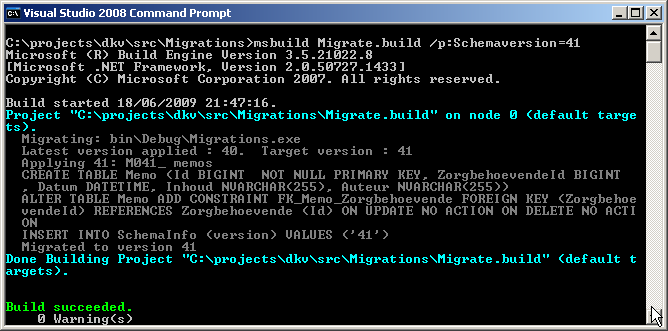 Visual Studio 2008 Command Prompt
C:\projects\dkv\src\Migrations>msbuild Migrate.build /p:Schemaversion=41
Microsoft (R) Build Engine Version 3.5.21022.8
[Microsoft .NET Framework, Version 2.0.50727.1433]
Copyright (C) Microsoft Corporation 2007. All rights reserved.
Build started 18/06/2009 21:47:16.
Project "C:\projects\dkv\src\Migrations\Migrate.build" on node 0 (default targe
ts).
Migrating: bin\Debug\Migrations.exe
Latest version applied : 40.  Target version : 41
Applying 41: M041_ memos
CREATE TABLE Memo (Id BIGINT  NOT NULL PRIMARY KEY, ZorgbehoevendeId BIGINT
, Datum DATETIME, Inhoud NVARCHAR(255), Auteur NVARCHAR(255))
ALTER TABLE Memo ADD CONSTRAINT FK_Memo_Zorgbehoevende FOREIGN KEY (Zorgbehoe
vendeId) REFERENCES Zorgbehoevende (Id) ON UPDATE NO ACTION ON DELETE NO ACTI
ON
INSERT INTO SchemaInfo (version) VALUES ('41')
Migrated to version 41
Done Building Project "C:\projects\dkv\src\Migrations\Migrate.build" (default t
argets).
Build succeeded.
0 Warning(s)